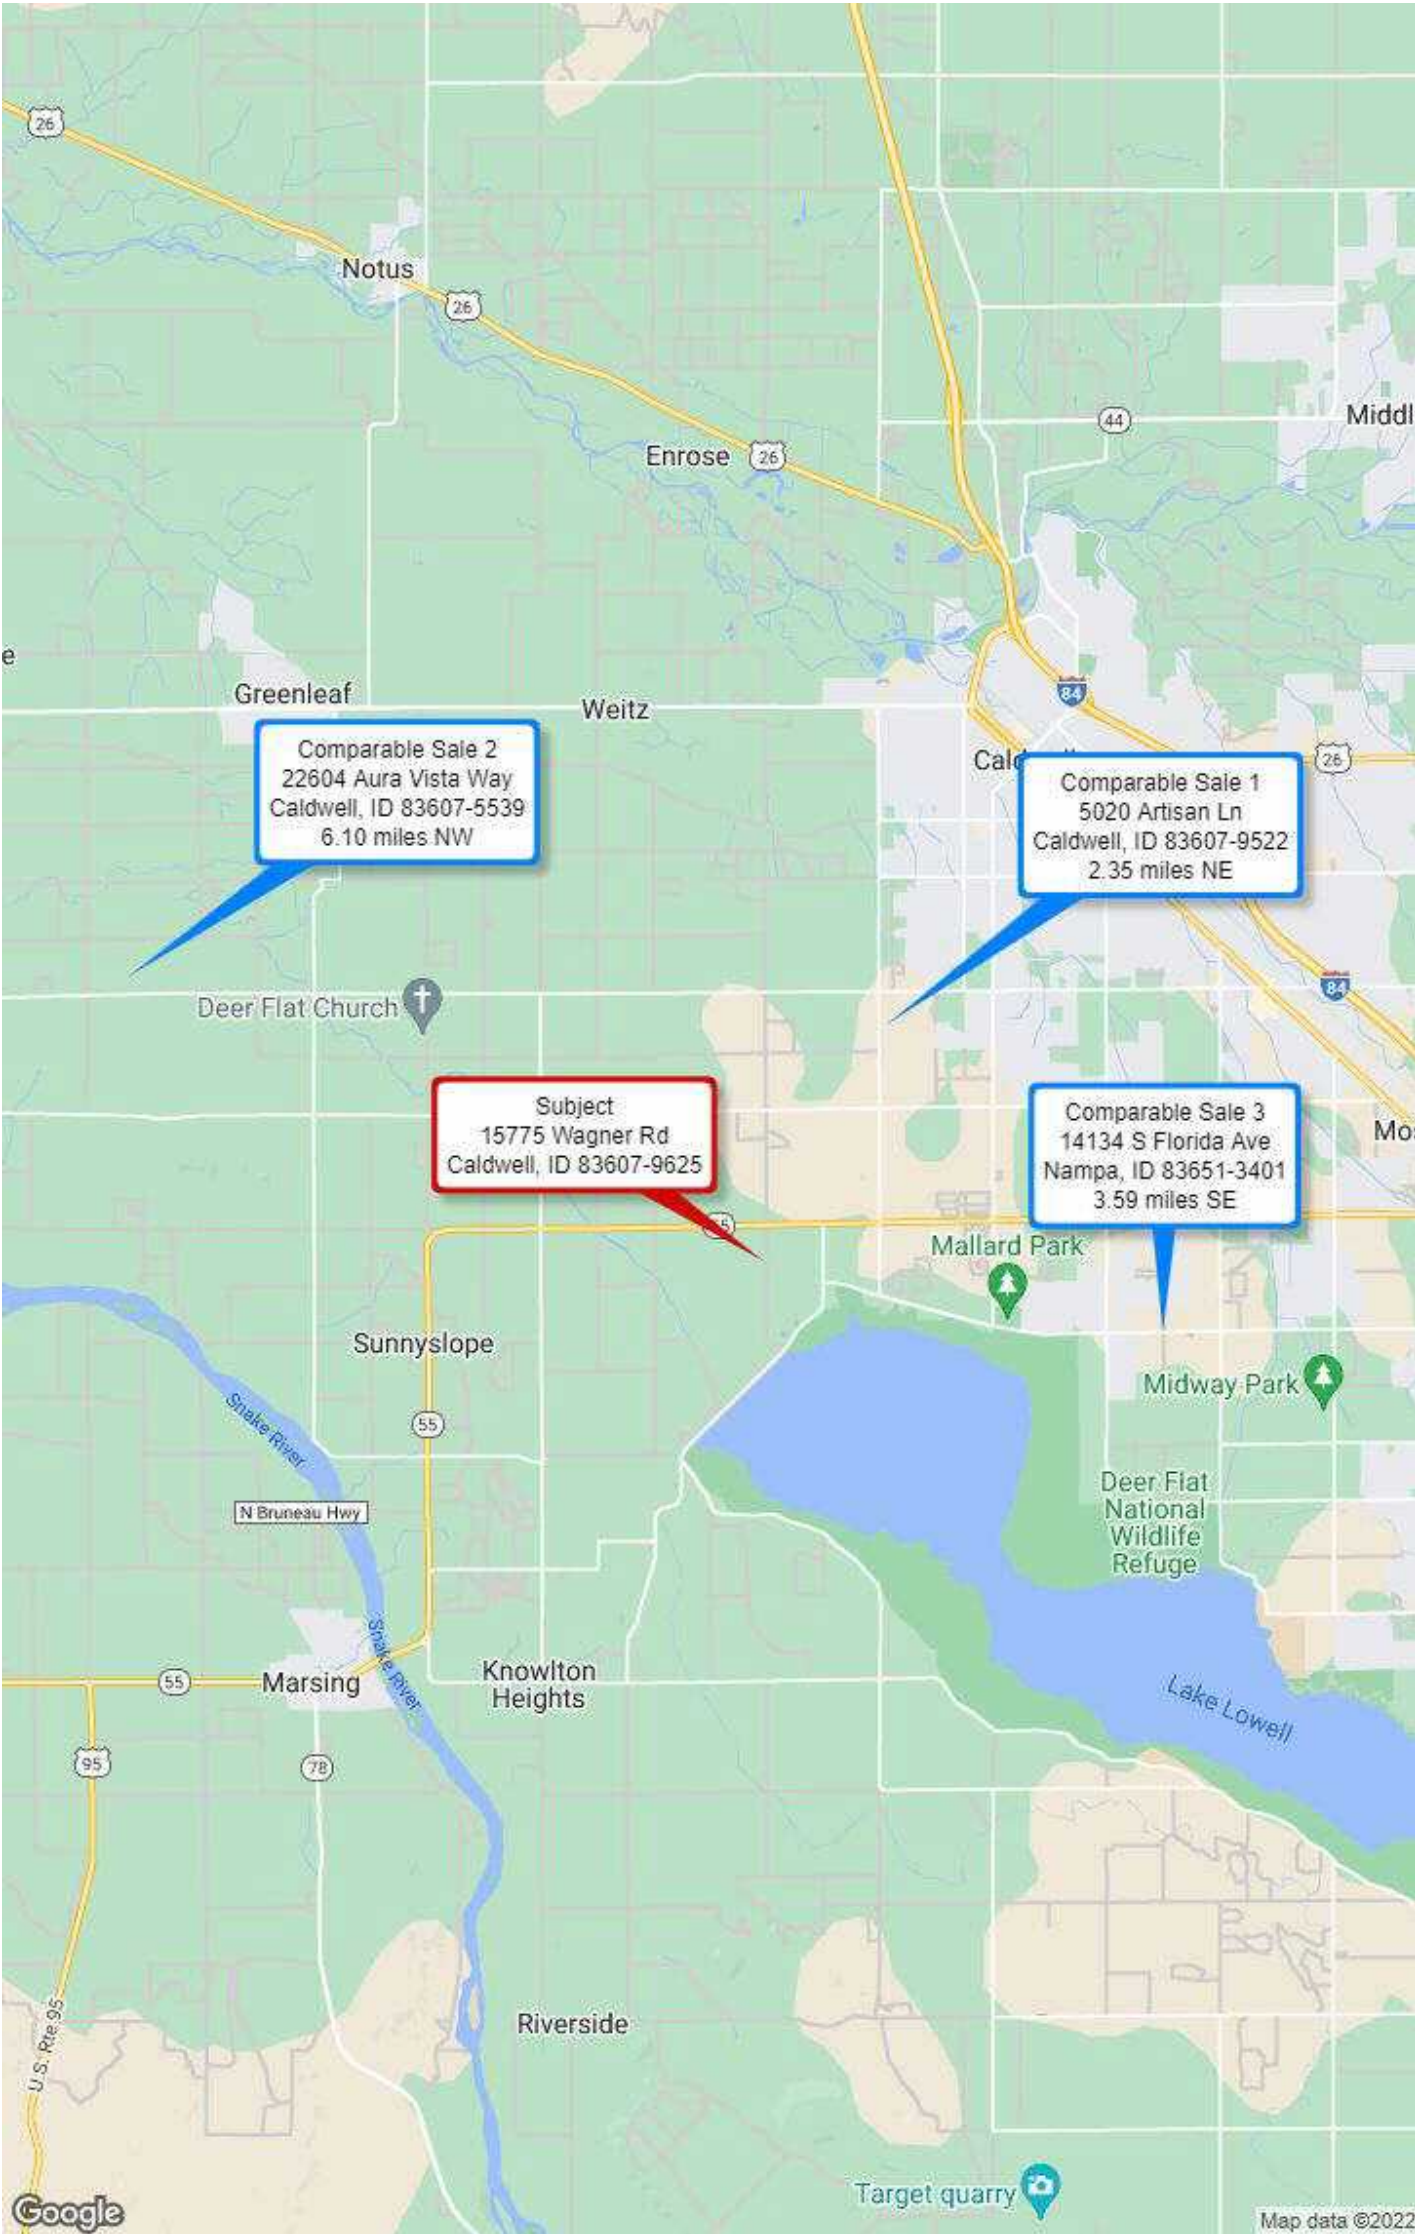 26
Notus
26
44
Middl
Enrose
26
e
Greenleaf
Weitz
84
26
Comparable Sale 2
22604 Aura Vista Way
Caldwell, ID 83607-5539
6.10 miles NW
Comparable Sale 1
5020 Artisan Ln
Caldwell, ID 83607-9522
2.35 miles NE
84
Deer Flat Church
Subject
15775 Wagner Rd
Caldwell, ID 83607-9625
Comparable Sale 3
14134 S Florida Ave
Nampa, ID 83651-3401
3.59 miles SE
Mallard Park
Sunnyslope
Midway Park
Snake River
55
Deer Flat
National
Wildlife
Refuge
N Bruneau Hwy
Snake River
Marsing
55
Knowlton
Heights
Lake Lowell
95
78
U.S. Rte 95
Riverside
Target quarry
Google
Map data ©2022